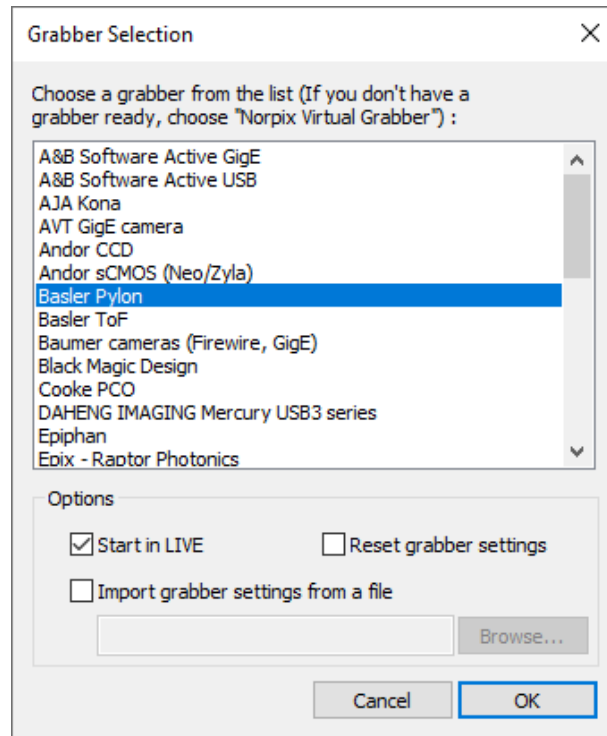 Grabber Selection
Choose a grabber from the list (If you don't have a
grabber ready, choose "Norpix Virtual Grabber") :
A&B Software Active GigE
A&B Software Active USB
AJA Kona
AVT GigE camera
Andor CCD
Andor sCMOS (Neo/Zyla)
Basler Pylon
Basler ToF
Baumer cameras (Firewire, GigE)
Black Magic Design
Cooke PCO
DAHENG IMAGING Mercury USB3 series
Epiphan
Epix - Raptor Photonics
Options
Start in LIVE
Reset grabber settings
Import grabber settings from a file
Browse...
Cancel
OK